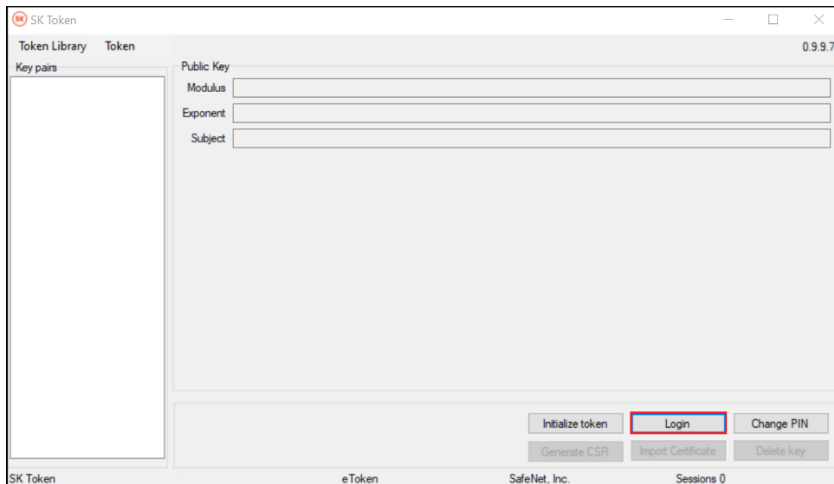 SK SK Token
Token Library Token 0.9.9.7
Key pairs
Public Key
Modulus
Exponent
Subject
Initialize token Login Change PIN
Generate CSR Import Certificate Delete key
SK Token eToken SafeNet, Inc. Sessions 0